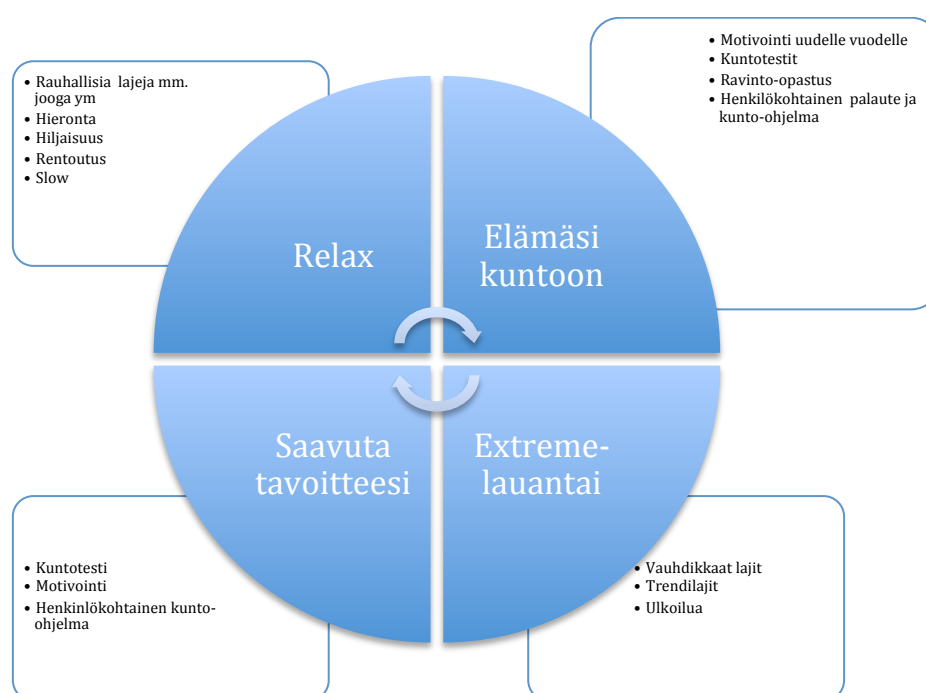 • Rauhallisia lajeja mm.
jooga ym
• Hieronta
• Hiljaisuus
• Rentoutus
• Slow
• Motivointi uudelle vuodelle
• Kuntotestit
• Ravinto-opastus
• Henkilökohtainen palaute ja
kunto-ohjelma
Relax
Elämäsi
kuntoon
Saavuta
tavoitteesi
Extreme-
lauantai
• Kuntotesti
• Motivointi
• Henkinlökohtainen kunto-
ohjelma
• Vauhdikkaat lajit
• Trendilajit
• Ulkoilua